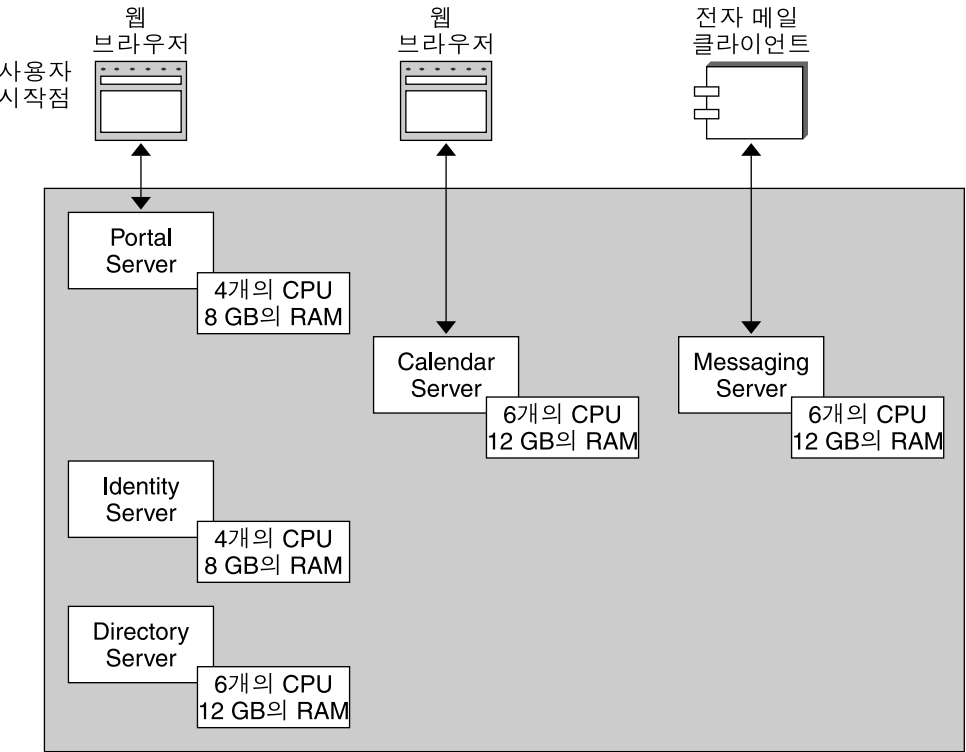 웹
브라우저
웹
브라우저
전자 메일
클라이언트
사용자
시작점
Portal
Server
4개의 CPU
8 GB의 RAM
Calendar
Server
6개의 CPU
12 GB의 RAM
Messaging
Server
6개의 CPU
12 GB의 RAM
Identity
Server
4개의 CPU
8 GB의 RAM
Directory
Server
6개의 CPU
12 GB의 RAM